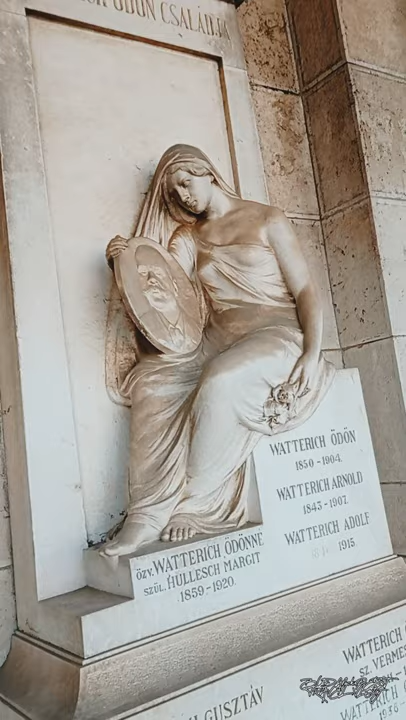 ÖDÖN CSALÁDJA
WATTERICH ÖDÖN
1850-1904.
WATTERICH ARNOLD
1843-1907.
WATTERICH ADOLF
1915.
özv. WATTERICH ÖDÖNNÉ
szül. HÜLLESCH MARGIT
1859-1920.
WATTERICH
SZ. VERMES
WATTERICH
GUSZTÁV